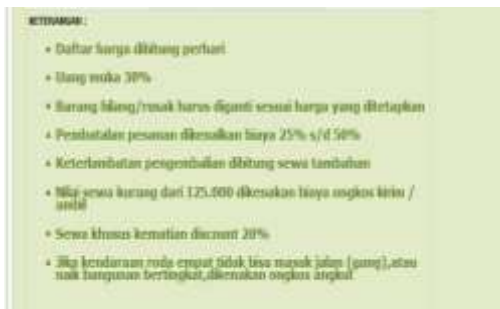 KETERANGAN :
• Daftar harga dihitung perhari
• Uang muka 30%
• Barang hilang/rusak harus diganti sesuai harga yang ditetapkan
• Pembatalan pesanan dikenakan biaya 25% s/d 50%
• Keterlambatan pengembalian dihitung sewa tambahan
• Nilai sewa kurang dari 125.000 dikenakan biaya ongkos kirim /
ambil
• Sewa khusus kematian discount 20%
• Jika kendaraan roda empat tidak bisa masuk jalan (gang),atau
naik bangunan bertingkat,dikenakan ongkos angkut